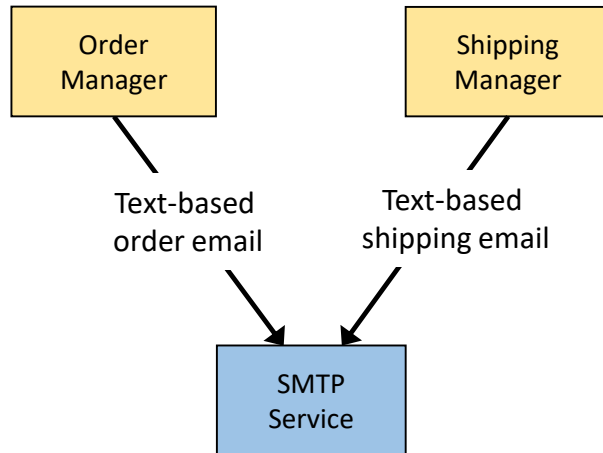 Order
Manager
Shipping
Manager
Text-based
order email
Text-based
shipping email
SMTP
Service